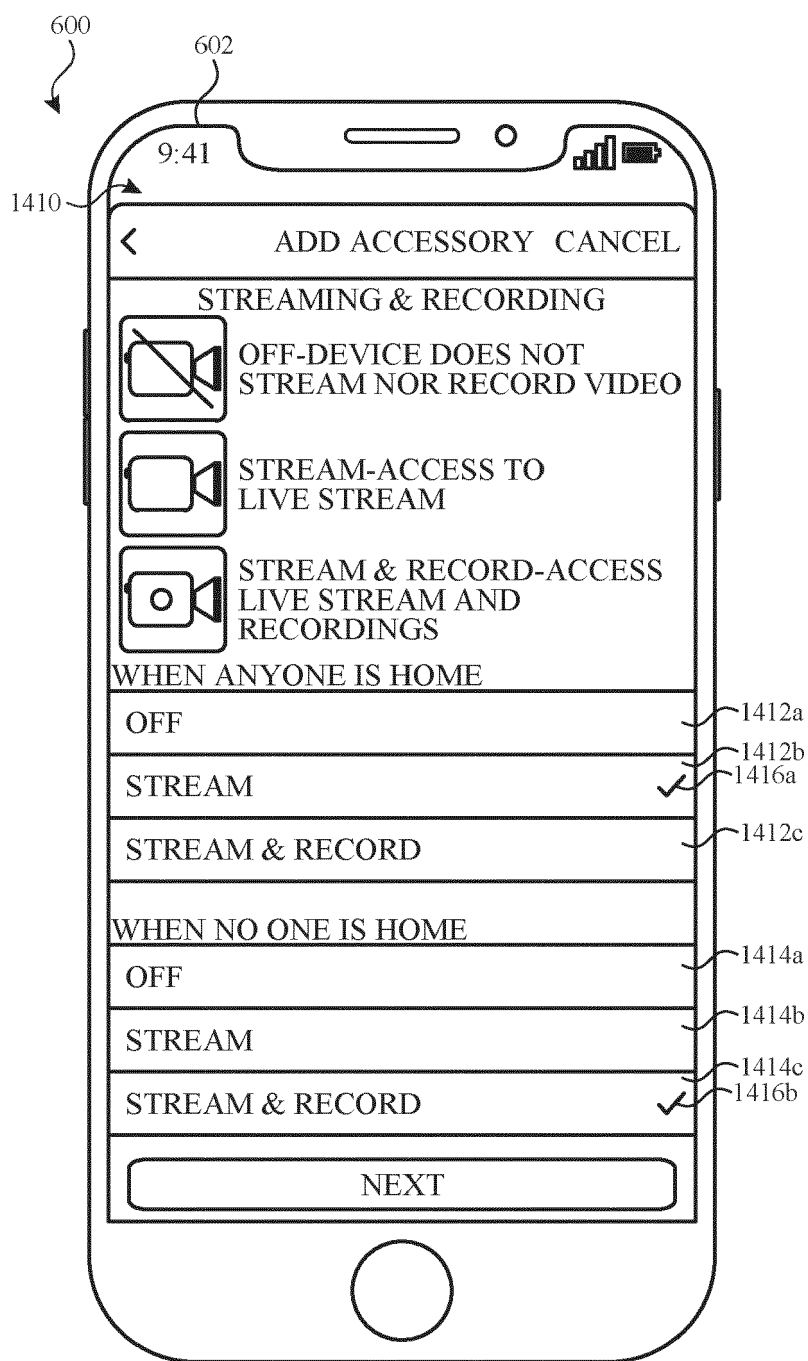 600
602
9:41
1410
ADD ACCESSORY CANCEL
STREAMING & RECORDING
OFF-DEVICE DOES NOT
STREAM NOR RECORD VIDEO
STREAM-ACCESS TO
LIVE STREAM
STREAM & RECORD-ACCESS
LIVE STREAM AND
RECORDINGS
WHEN ANYONE IS HOME
OFF
1412a
1412b
STREAM
1416a
STREAM & RECORD
1412c
WHEN NO ONE IS HOME
OFF
1414a
STREAM
1414b
1414c
STREAM & RECORD
1416b
NEXT